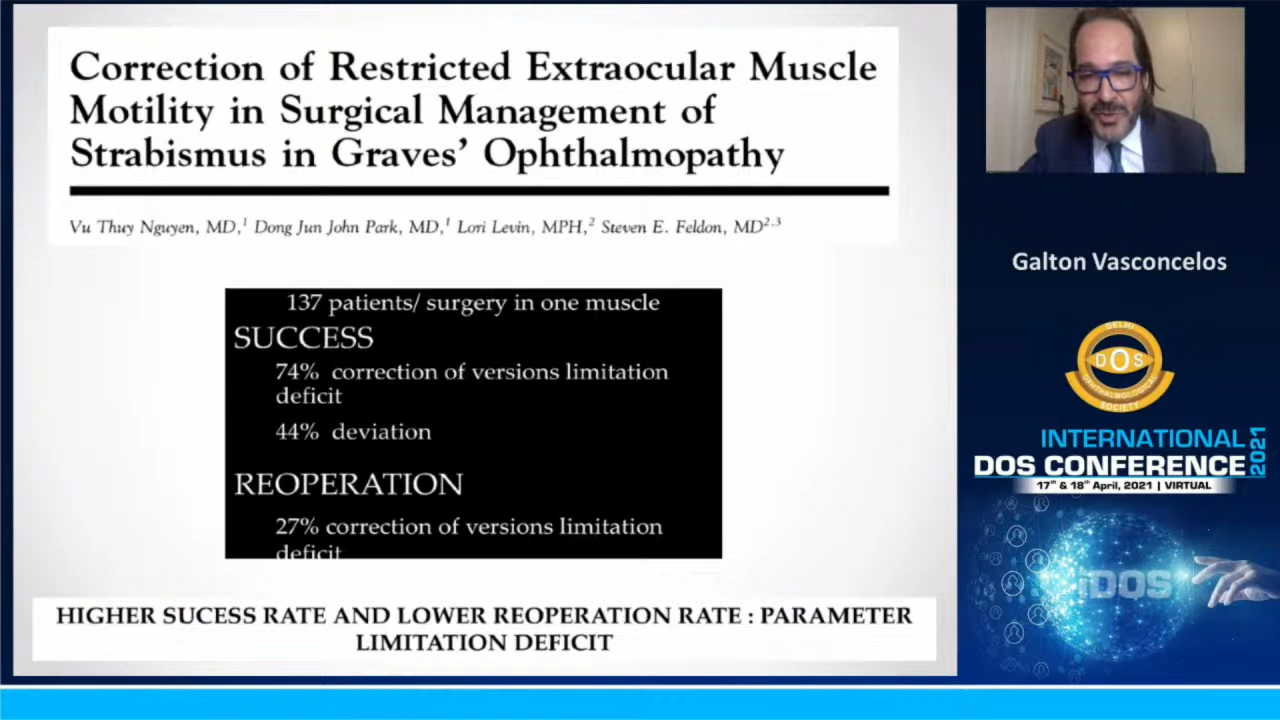 Correction of Restricted Extraocular Muscle
Motility in Surgical Management of
Strabismus in Graves’ Ophthalmopathy
Vu Thuy Nguyen, MD,¹ Dong Jun John Park, MD,¹ Lori Levin, MPH,² Steven E. Feldon, MD²,³
137 patients/ surgery in one muscle
SUCCESS
74% correction of versions limitation
deficit
44% deviation
REOPERATION
27% correction of versions limitation
deficit
HIGHER SUCESS RATE AND LOWER REOPERATION RATE : PARAMETER
LIMITATION DEFICIT
Galton Vasconcelos
DELHI
DOS
OPHTHALMOLOGICAL
SOCIETY
INTERNATIONAL
DOS CONFERENCE
2021
17th & 18th April, 2021 | VIRTUAL
iDOS